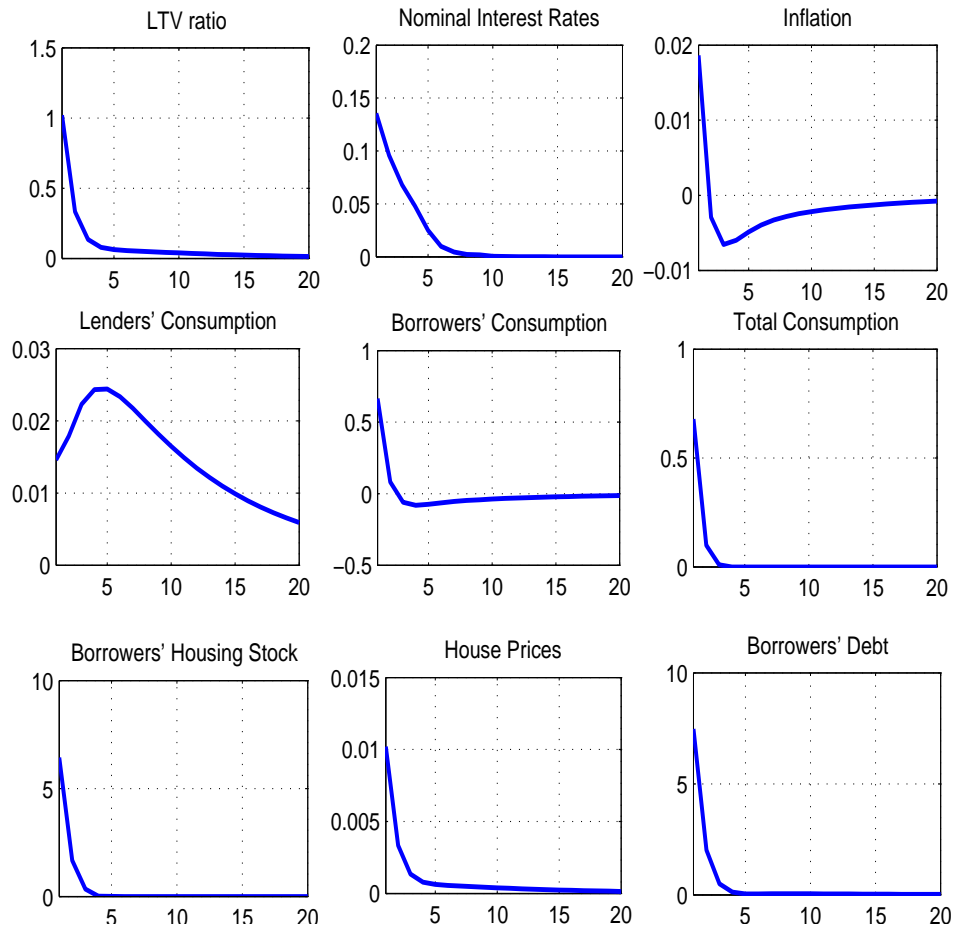 LTV ratio
1.5
1
0.5
0
5 10 15 20
Nominal Interest Rates
0.2
0.15
0.1
0.05
0
5 10 15 20
Inflation
0.02
0.01
0
−0.01
5 10 15 20
Lenders’ Consumption
0.03
0.02
0.01
0
5 10 15 20
Borrowers’ Consumption
1
0.5
0
−0.5
5 10 15 20
Total Consumption
1
0.5
0
5 10 15 20
Borrowers’ Housing Stock
10
5
0
5 10 15 20
House Prices
0.015
0.01
0.005
0
5 10 15 20
Borrowers’ Debt
10
5
0
5 10 15 20